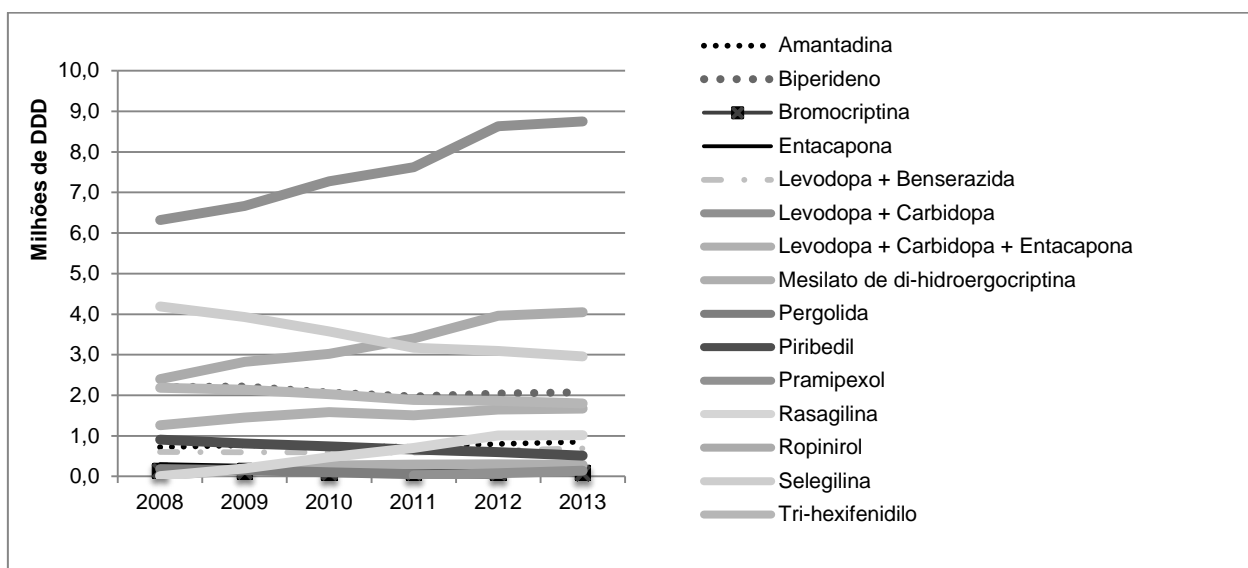 Milhões de DDD
10,0
9,0
8,0
7,0
6,0
5,0
4,0
3,0
2,0
1,0
0,0
2008 2009 2010 2011 2012 2013
Amantadina
Biperideno
Bromocriptina
Entacapona
Levodopa + Benserazida
Levodopa + Carbidopa
Levodopa + Carbidopa + Entacapona
Mesilato de di-hidroergocriptina
Pergolida
Piribedil
Pramipexol
Rasagilina
Ropinirol
Selegilina
Tri-hexifenidilo